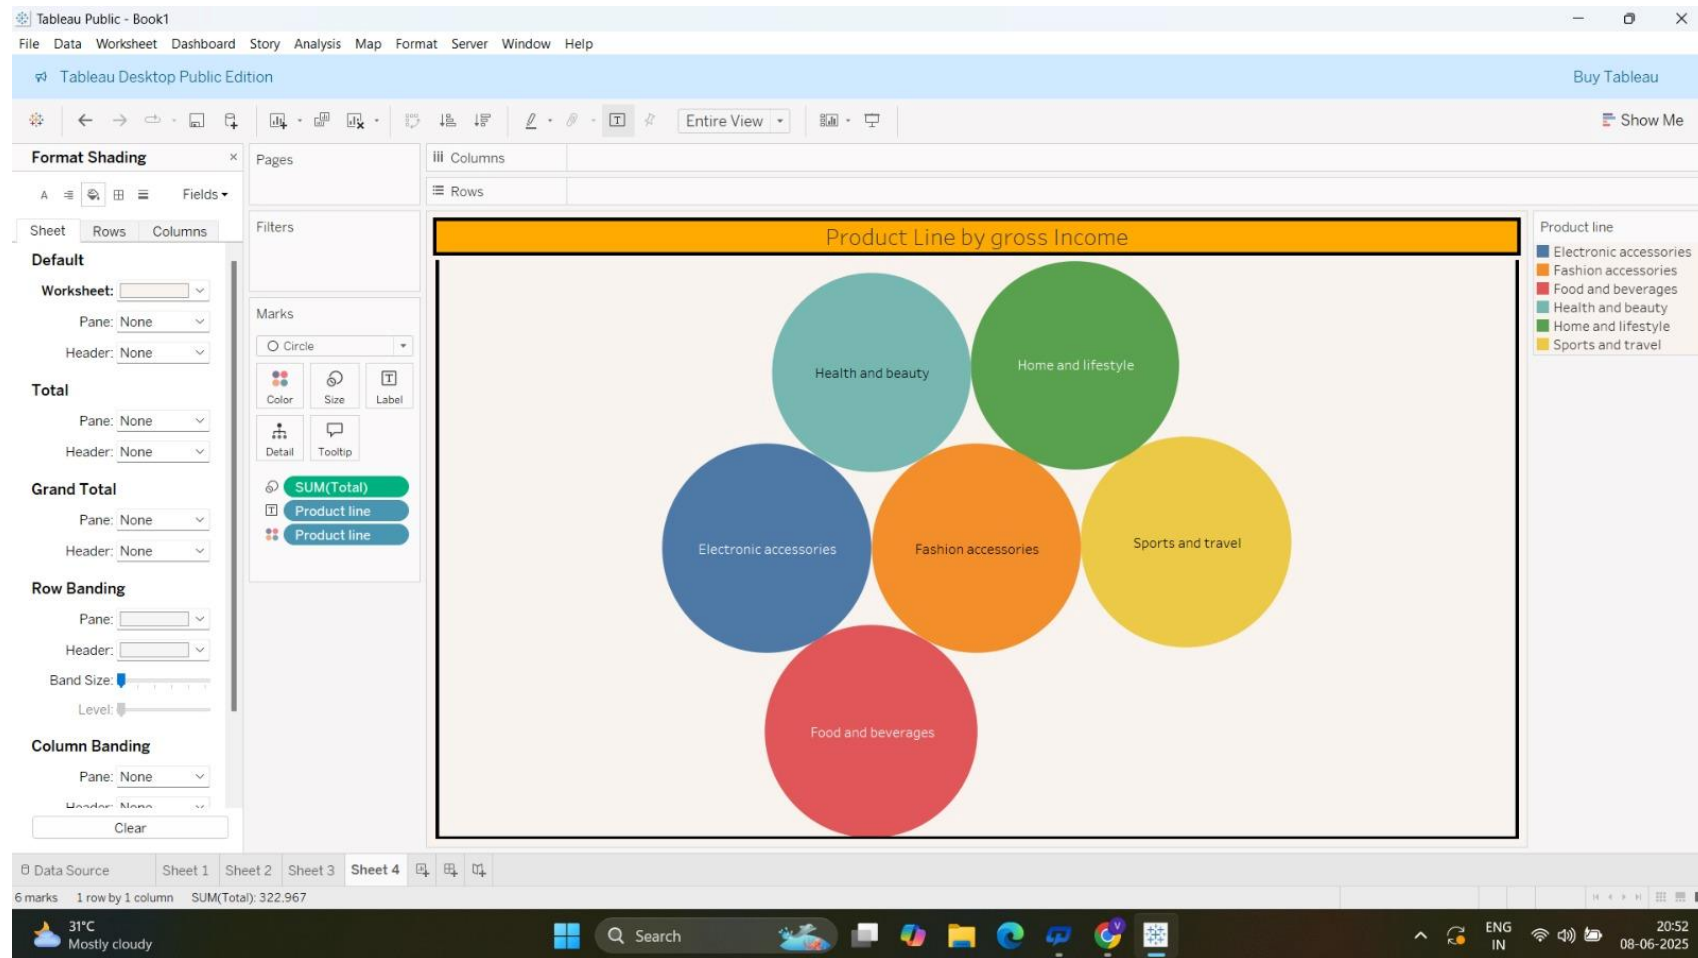 Tableau Public - Book1
File Data Worksheet Dashboard Story Analysis Map Format Server Window Help
Tableau Desktop Public Edition
Buy Tableau
Entire View
Show Me
Format Shading
Fields
Sheet Rows Columns
Default
Worksheet:
Pane: None
Header: None
Total
Pane: None
Header: None
Grand Total
Pane: None
Header: None
Row Banding
Pane:
Header:
Band Size:
Level:
Column Banding
Pane: None
Header: None
Clear
Pages
Filters
Marks
Circle
Color Size Label
Detail Tooltip
SUM(Total)
Product line
Product line
Columns
Rows
Product Line by gross Income
Health and beauty
Home and lifestyle
Electronic accessories
Fashion accessories
Sports and travel
Food and beverages
Product line
Electronic accessories
Fashion accessories
Food and beverages
Health and beauty
Home and lifestyle
Sports and travel
Data Source Sheet 1 Sheet 2 Sheet 3 Sheet 4
6 marks 1 row by 1 column SUM(Total): 322.967
31°C
Mostly cloudy
Search
ENG
IN
20:52
08-06-2025